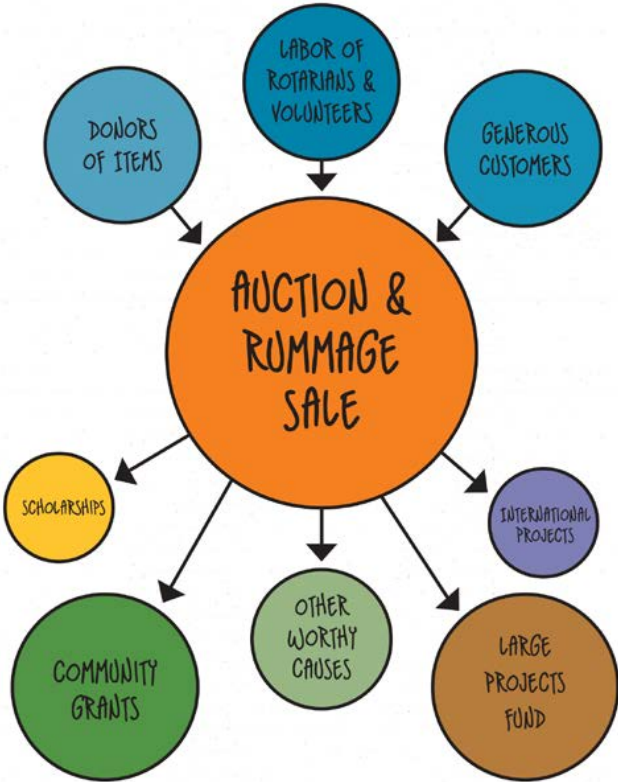 LABOR OF
ROTARIANS &
VOLUNTEERS
DONORS
OF ITEMS
GENEROUS
CUSTOMERS
AUCTION &
RUMMAGE
SALE
SCHOLARSHIPS
INTERNATIONAL
PROJECTS
COMMUNITY
GRANTS
OTHER
WORTHY
CAUSES
LARGE
PROJECTS
FUND